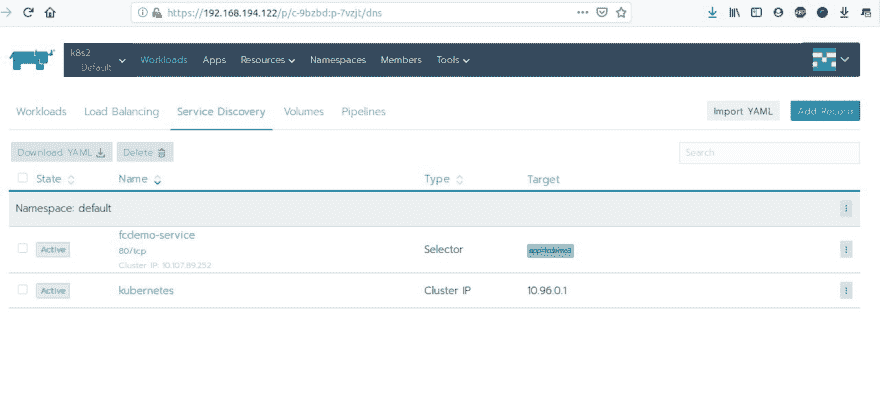 https://192.168.194.122/p/c-9bzbd:p-7vzjt/dns
k8s2
Default
Workloads Apps Resources Namespaces Members Tools
Workloads Load Balancing Service Discovery Volumes Pipelines Import YAML Add Record
Download YAML Delete Search
State Name Type Target
Namespace: default
Active fcdemo-service Selector
80/tcp
Cluster IP: 10.107.89.252
Active kubernetes Cluster IP 10.96.0.1